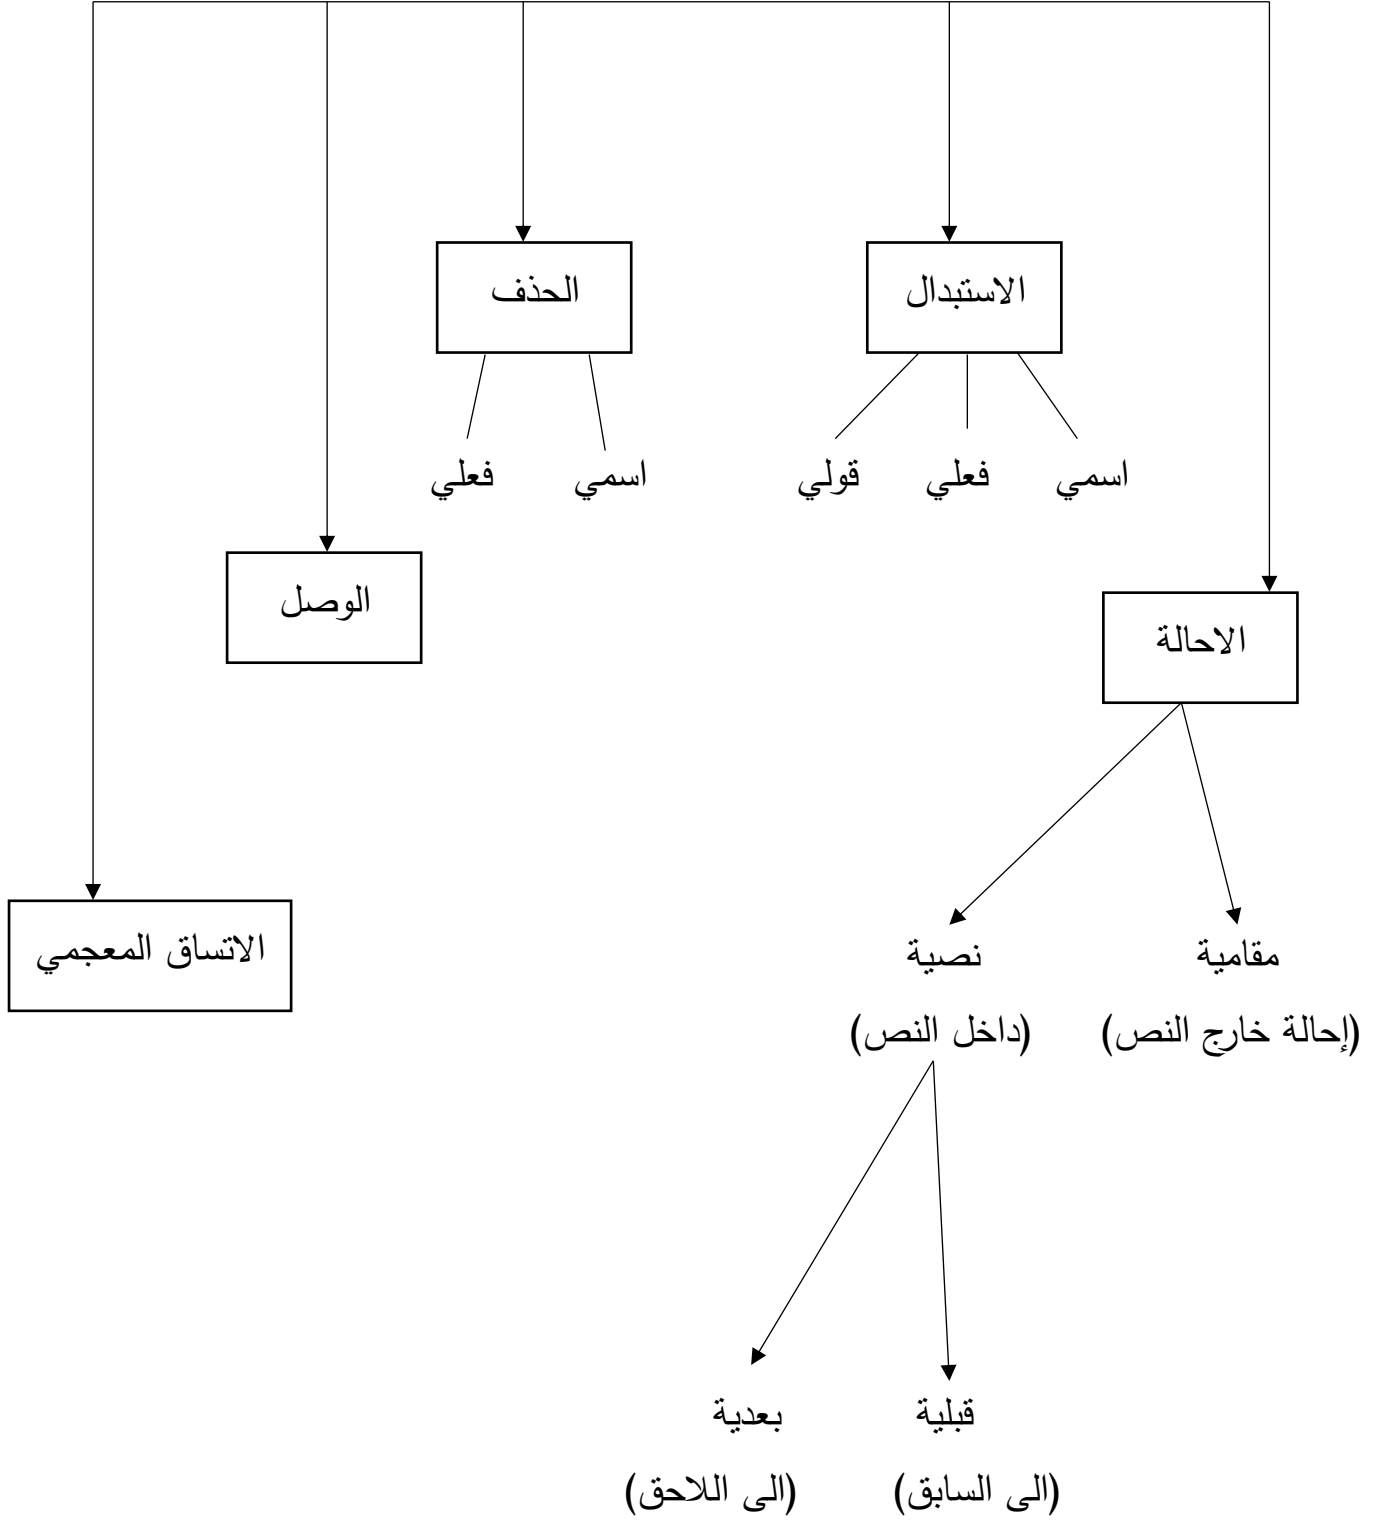 الاستبدال
الحذف
اسمي
فعلي
قولي
اسمي
فعلي
الوصل
الاحالة
الاتساق المعجمي
مقامية
(إحالة خارج النص)
نصية
(داخل النص)
قبلية
(الى السابق)
بعدية
(الى اللاحق)